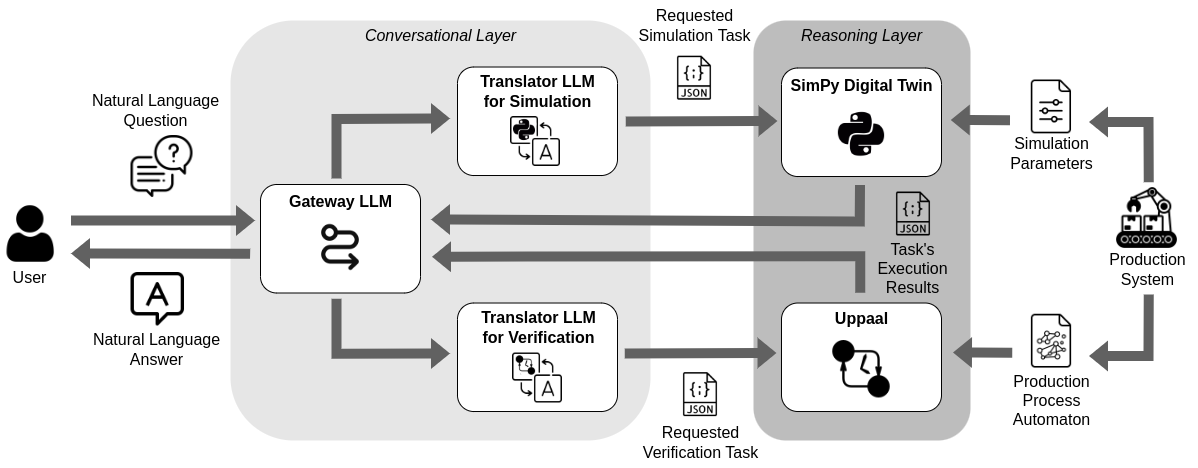 Conversational Layer
Reasoning Layer
Requested
Simulation Task
{;}
JSON
Natural Language
Question
?
User
A
Natural Language
Answer
Gateway LLM
Translator LLM
for Simulation
A
Translator LLM
for Verification
A
SimPy Digital Twin
{;}
JSON
Task's
Execution
Results
Uppaal
{;}
JSON
Requested
Verification Task
Simulation
Parameters
Production
System
Production
Process
Automaton